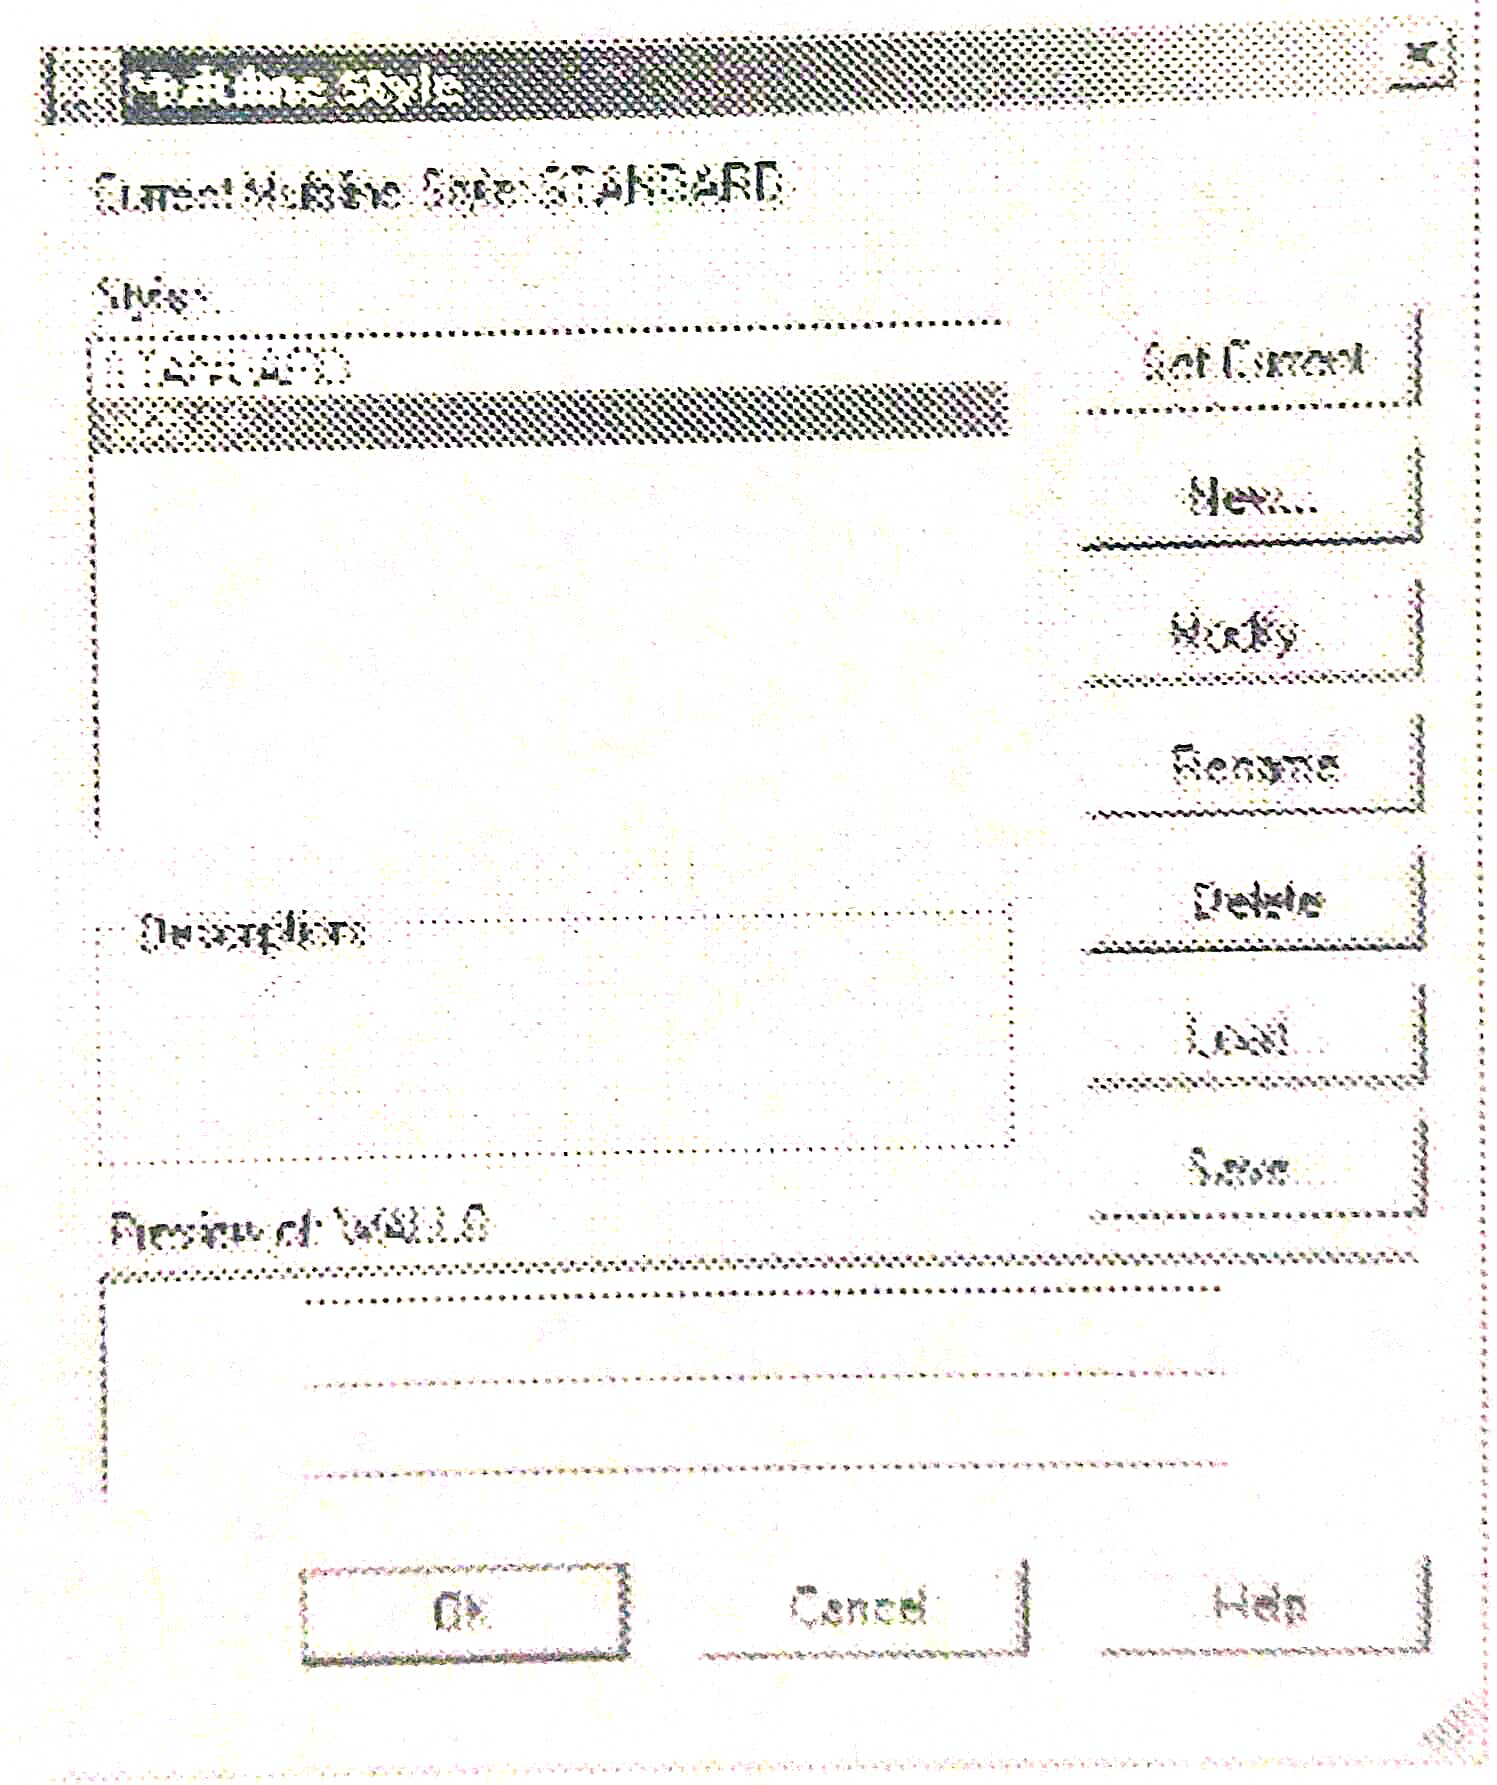 Multiline Style
Current Multiline Style: STANDARD
Styles:
STANDARD
Set Current
New...
Modify
Rename
Delete
Load
Save
Description:
Preview of:
OK
Cancel
Help